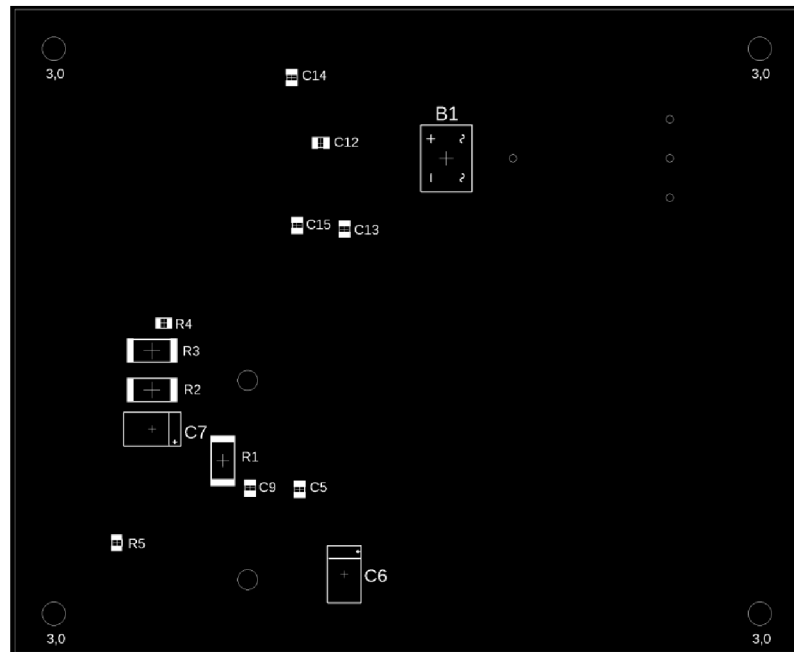 3,0
3,0
C14
B1
C12
+ ~
- ~
C15
C13
R4
R3
R2
C7
+
R1
C9
C5
R5
C6
+
3,0
3,0